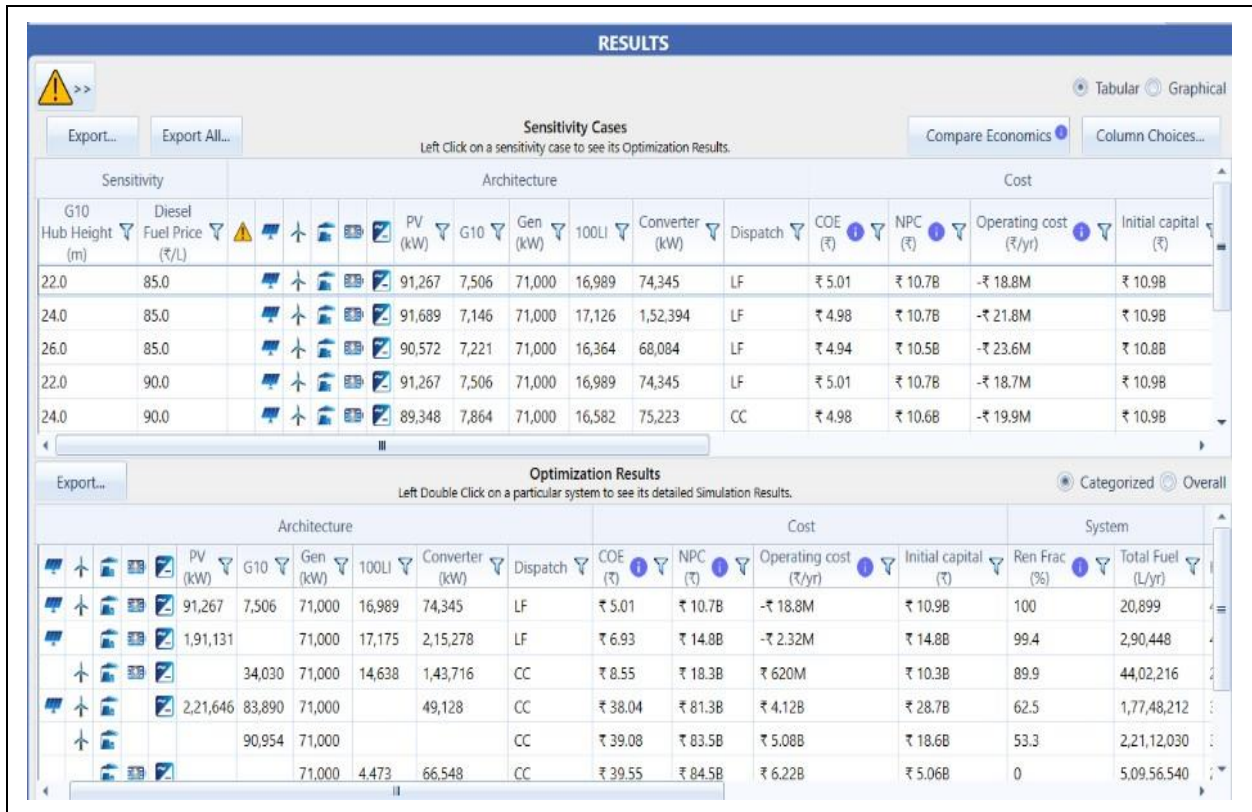 RESULTS
>>
Tabular Graphical
Export... Export All... Sensitivity Cases Compare Economics Column Choices...
Left Click on a sensitivity case to see its Optimization Results.
Sensitivity Architecture Cost
G10 Hub Height (m) Diesel Fuel Price (₹/L) PV (kW) G10 Gen (kW) 100LI Converter (kW) Dispatch COE (₹) NPC (₹) Operating cost (₹/yr) Initial capital (₹)
22.0 85.0 91,267 7,506 71,000 16,989 74,345 LF ₹ 5.01 ₹ 10.7B -₹ 18.8M ₹ 10.9B
24.0 85.0 91,689 7,146 71,000 17,126 1,52,394 LF ₹ 4.98 ₹ 10.7B -₹ 21.8M ₹ 10.9B
26.0 85.0 90,572 7,221 71,000 16,364 68,084 LF ₹ 4.94 ₹ 10.5B -₹ 23.6M ₹ 10.8B
22.0 90.0 91,267 7,506 71,000 16,989 74,345 LF ₹ 5.01 ₹ 10.7B -₹ 18.7M ₹ 10.9B
24.0 90.0 89,348 7,864 71,000 16,582 75,223 CC ₹ 4.98 ₹ 10.6B -₹ 19.9M ₹ 10.9B
Export... Optimization Results Categorized Overall
Left Double Click on a particular system to see its detailed Simulation Results.
Architecture Cost System
PV (kW) G10 Gen (kW) 100LI Converter (kW) Dispatch COE (₹) NPC (₹) Operating cost (₹/yr) Initial capital (₹) Ren Frac (%) Total Fuel (L/yr)
91,267 7,506 71,000 16,989 74,345 LF ₹ 5.01 ₹ 10.7B -₹ 18.8M ₹ 10.9B 100 20,899
1,91,131 71,000 17,175 2,15,278 LF ₹ 6.93 ₹ 14.8B -₹ 2.32M ₹ 14.8B 99.4 2,90,448
34,030 71,000 14,638 1,43,716 CC ₹ 8.55 ₹ 18.3B ₹ 620M ₹ 10.3B 89.9 44,02,216
2,21,646 83,890 71,000 49,128 CC ₹ 38.04 ₹ 81.3B ₹ 4.12B ₹ 28.7B 62.5 1,77,48,212
90,954 71,000 CC ₹ 39.08 ₹ 83.5B ₹ 5.08B ₹ 18.6B 53.3 2,21,12,030
71,000 4,473 66,548 CC ₹ 39.55 ₹ 84.5B ₹ 6.22B ₹ 5.06B 0 5,09,56,540